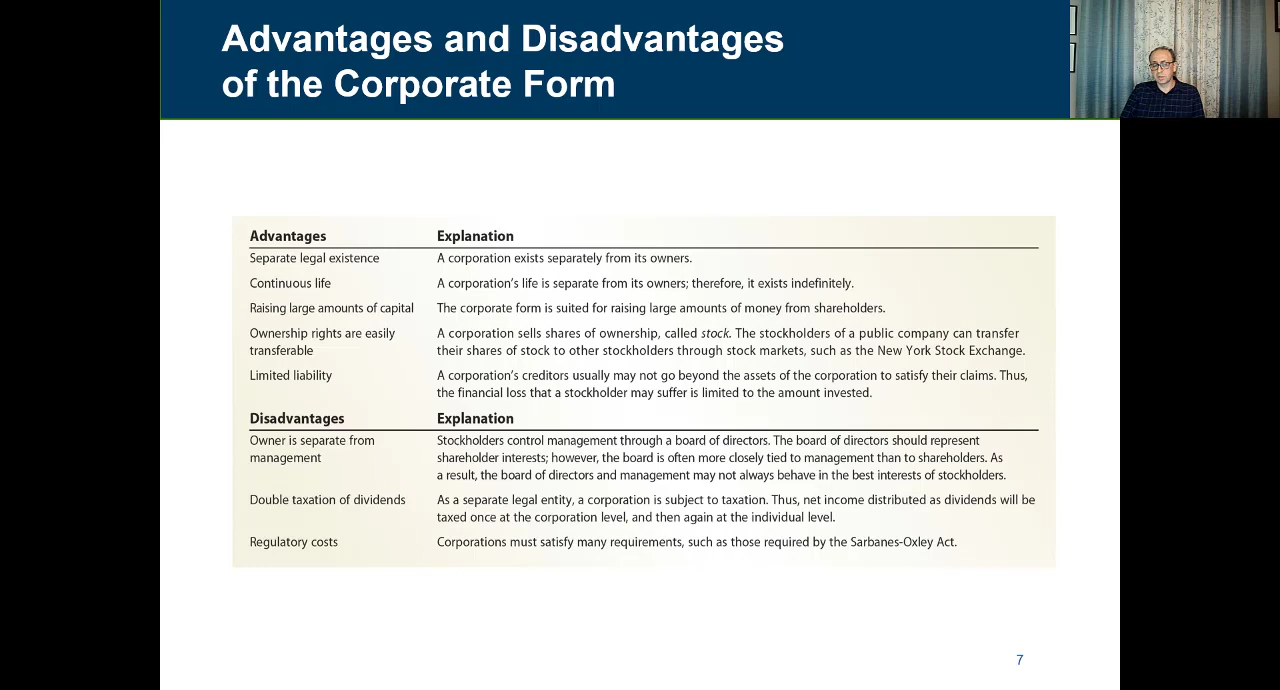 Advantages and Disadvantages
of the Corporate Form
Advantages Explanation
Separate legal existence A corporation exists separately from its owners.
Continuous life A corporation’s life is separate from its owners; therefore, it exists indefinitely.
Raising large amounts of capital The corporate form is suited for raising large amounts of money from shareholders.
Ownership rights are easily A corporation sells shares of ownership, called stock. The stockholders of a public company can transfer
transferable their shares of stock to other stockholders through stock markets, such as the New York Stock Exchange.
Limited liability A corporation’s creditors usually may not go beyond the assets of the corporation to satisfy their claims. Thus,
the financial loss that a stockholder may suffer is limited to the amount invested.
Disadvantages Explanation
Owner is separate from Stockholders control management through a board of directors. The board of directors should represent
management shareholder interests; however, the board is often more closely tied to management than to shareholders. As
a result, the board of directors and management may not always behave in the best interests of stockholders.
Double taxation of dividends As a separate legal entity, a corporation is subject to taxation. Thus, net income distributed as dividends will be
taxed once at the corporation level, and then again at the individual level.
Regulatory costs Corporations must satisfy many requirements, such as those required by the Sarbanes-Oxley Act.
7